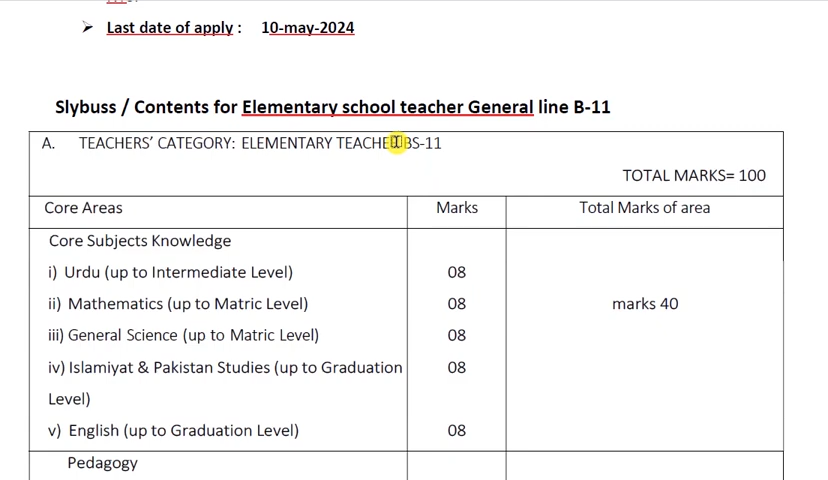 Last date of apply : 10-may-2024
Slybuss / Contents for Elementary school teacher General line B-11
A. TEACHERS’ CATEGORY: ELEMENTARY TEACHER BS-11
TOTAL MARKS= 100
Core Areas Marks Total Marks of area
Core Subjects Knowledge
i) Urdu (up to Intermediate Level) 08
ii) Mathematics (up to Matric Level) 08 marks 40
iii) General Science (up to Matric Level) 08
iv) Islamiyat & Pakistan Studies (up to Graduation 08
Level)
v) English (up to Graduation Level) 08
Pedagogy